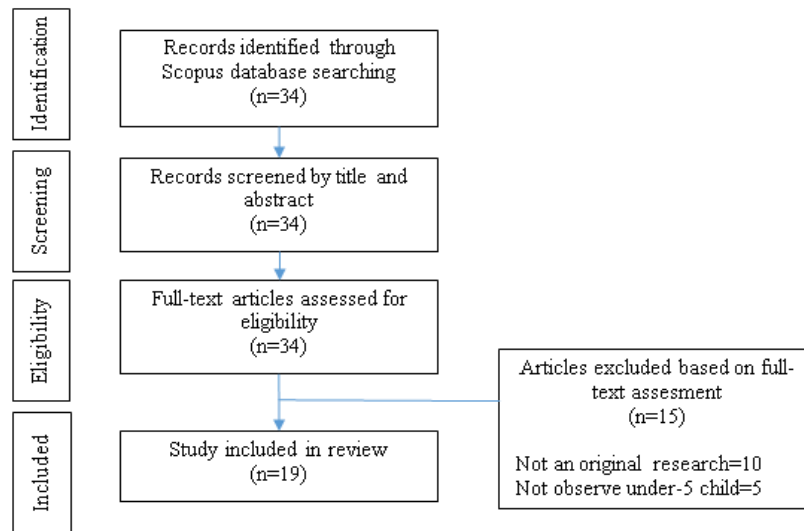 Identification
Records identified through
Scopus database searching
(n=34)
Screening
Records screened by title and
abstract
(n=34)
Eligibility
Full-text articles assessed for
eligibility
(n=34)
Articles excluded based on full-
text assesment
(n=15)
Not an original research=10
Not observe under-5 child=5
Included
Study included in review
(n=19)